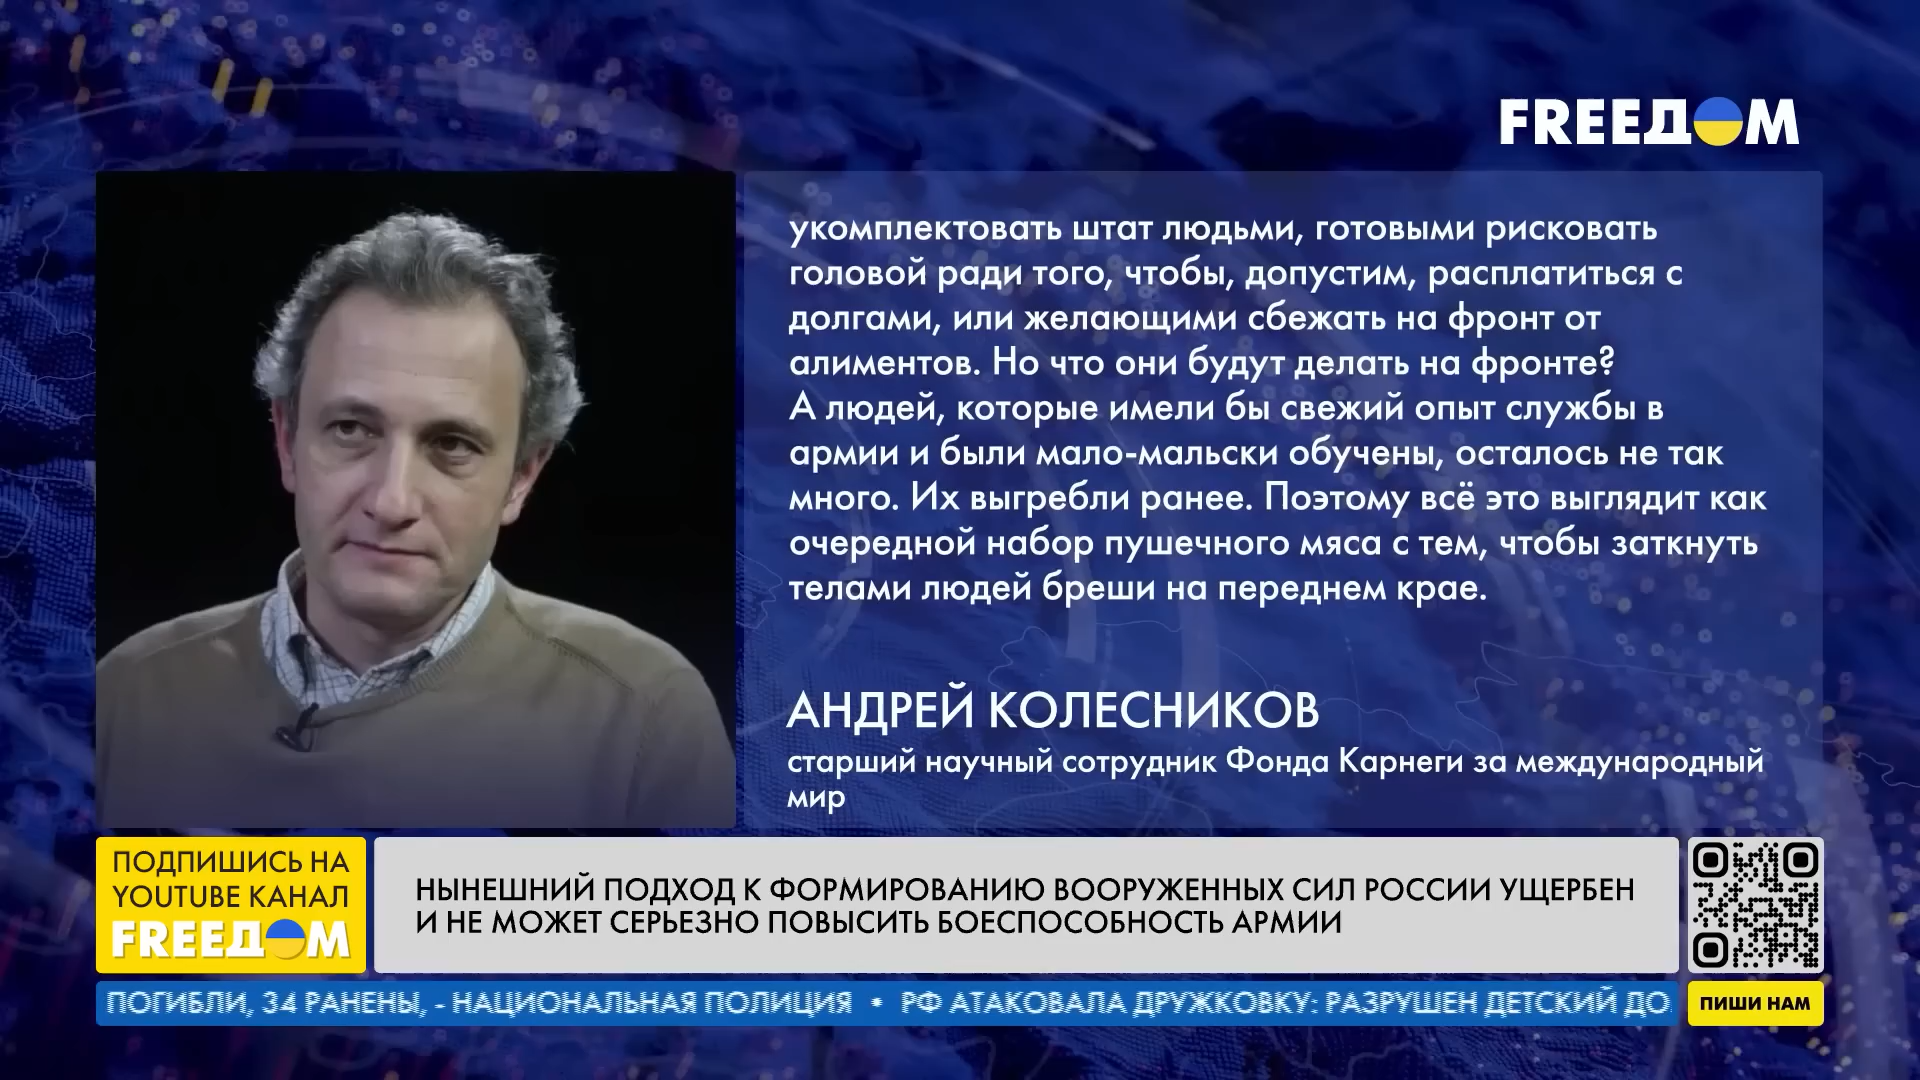 FREEДOM
укомплектовать штат людьми, готовыми рисковать
головой ради того, чтобы, допустим, расплатиться с
долгами, или желающими сбежать на фронт от
алиментов. Но что они будут делать на фронте?
А людей, которые имели бы свежий опыт службы в
армии и были мало-мальски обучены, осталось не так
много. Их выгребли ранее. Поэтому всё это выглядит как
очередной набор пушечного мяса с тем, чтобы заткнуть
телами людей бреши на переднем крае.
АНДРЕЙ КОЛЕСНИКОВ
старший научный сотрудник Фонда Карнеги за международный
мир
ПОДПИШИСЬ НА
YOUTUBE КАНАЛ
FREEДOM
НЫНЕШНИЙ ПОДХОД К ФОРМИРОВАНИЮ ВООРУЖЕННЫХ СИЛ РОССИИ УЩЕРБЕН
И НЕ МОЖЕТ СЕРЬЕЗНО ПОВЫСИТЬ БОЕСПОСОБНОСТЬ АРМИИ
ПОГИБЛИ, 34 РАНЕНЫ, - НАЦИОНАЛЬНАЯ ПОЛИЦИЯ • РФ АТАКОВАЛА ДРУЖКОВКУ: РАЗРУШЕН ДЕТСКИЙ ДО
ПИШИ НАМ